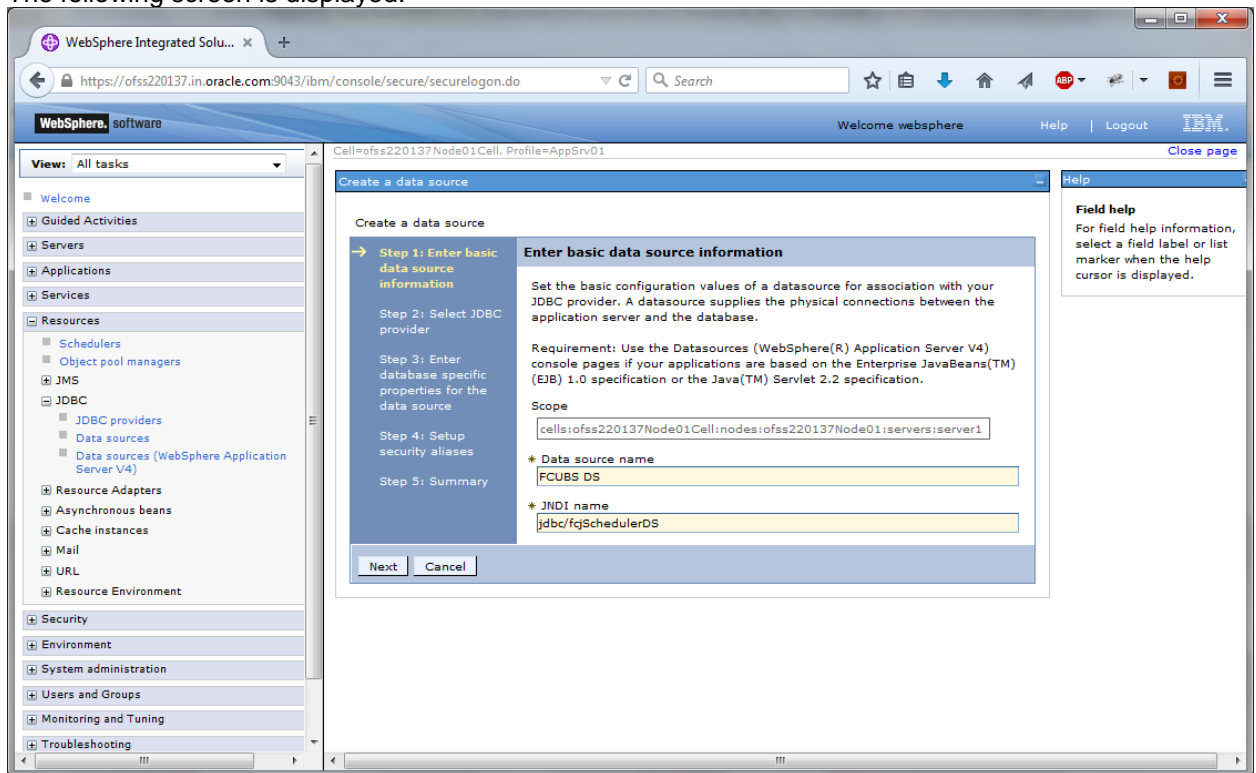 The following screen is displayed:
WebSphere Integrated Solu... × +
https://ofss220137.in.oracle.com:9043/ibm/console/secure/securelogon.do
Search
ABP
WebSphere. software
Welcome websphere
Help | Logout
IBM.
View: All tasks
Welcome
Guided Activities
Servers
Applications
Services
Resources
Schedulers
Object pool managers
JMS
JDBC
JDBC providers
Data sources
Data sources (WebSphere Application
Server V4)
Resource Adapters
Asynchronous beans
Cache instances
Mail
URL
Resource Environment
Security
Environment
System administration
Users and Groups
Monitoring and Tuning
Troubleshooting
Cell=ofss220137Node01Cell, Profile=AppSrv01
Close page
Create a data source
Create a data source
Step 1: Enter basic
data source
information
Step 2: Select JDBC
provider
Step 3: Enter
database specific
properties for the
data source
Step 4: Setup
security aliases
Step 5: Summary
Enter basic data source information
Set the basic configuration values of a datasource for association with your
JDBC provider. A datasource supplies the physical connections between the
application server and the database.
Requirement: Use the Datasources (WebSphere(R) Application Server V4)
console pages if your applications are based on the Enterprise JavaBeans(TM)
(EJB) 1.0 specification or the Java(TM) Servlet 2.2 specification.
Scope
cells:ofss220137Node01Cell:nodes:ofss220137Node01:servers:server1
* Data source name
FCUBS DS
* JNDI name
jdbc/fcjSchedulerDS
Next Cancel
Help
Field help
For field help information,
select a field label or list
marker when the help
cursor is displayed.